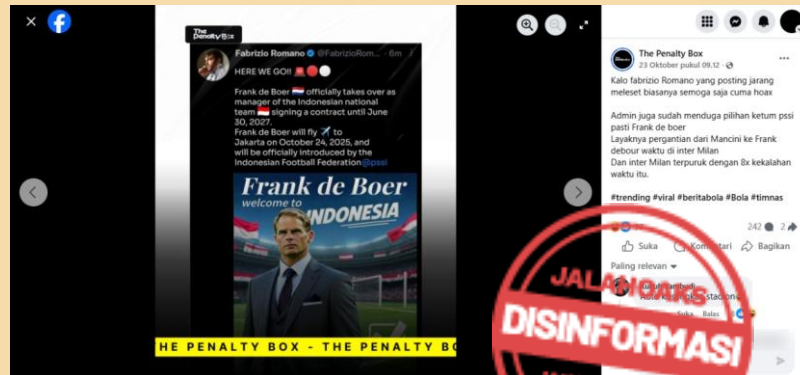 The
Penalty Box
Fabrizio Romano @FabrizioRom... · 6m
HERE WE GO!!
Frank de Boer officially takes over as
manager of the Indonesian national
team signing a contract until June
30, 2027.
Frank de Boer will fly to
Jakarta on October 24, 2025, and
will be officially introduced by the
Indonesian Football Federation @pssi
Frank de Boer
welcome to
INDONESIA
HE PENALTY BOX - THE PENALTY BO
The Penalty Box
23 Oktober pukul 09.12 ·
Kalo fabrizio Romano yang posting jarang
meleset biasanya semoga saja cuma hoax
Admin juga sudah menduga pilihan ketum pssi
pasti Frank de boer
Layaknya pergantian dari Mancini ke Frank
debour waktu di inter Milan
Dan inter Milan terpuruk dengan 8x kekalahan
waktu itu.
#trending #viral #beritabola #Bola #timnas
242 2
Suka Komentari Bagikan
Paling relevan
Suka Balas
JALAHOAKS
DISINFORMASI